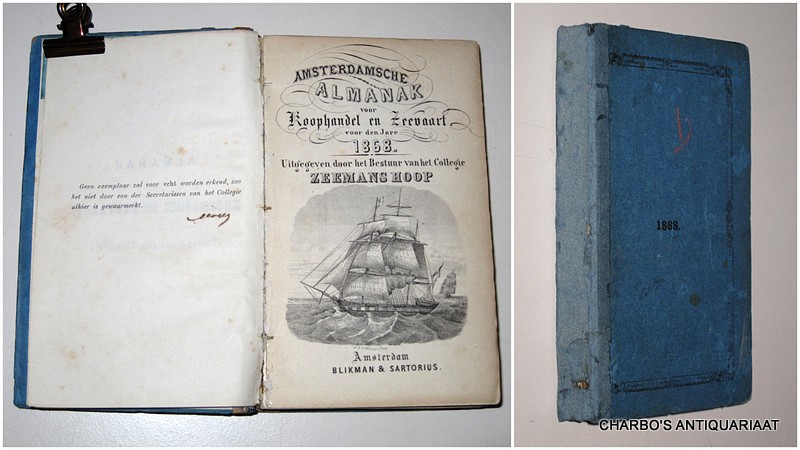 Geen exemplaar zal voor echt worden erkend, zoo
het niet door een der Secretarissen van het Collegie
alhier is gewaarmerkt.
AMSTERDAMSCHE
ALMANAK
voor
Koophandel en Zeevaart
voor den Jare
1868.
Uitgegeven door het Bestuur van het Collegie
ZEEMANS HOOP
Amsterdam
BLIKMAN & SARTORIUS.
1868.
CHARBO'S ANTIQUARIAAT